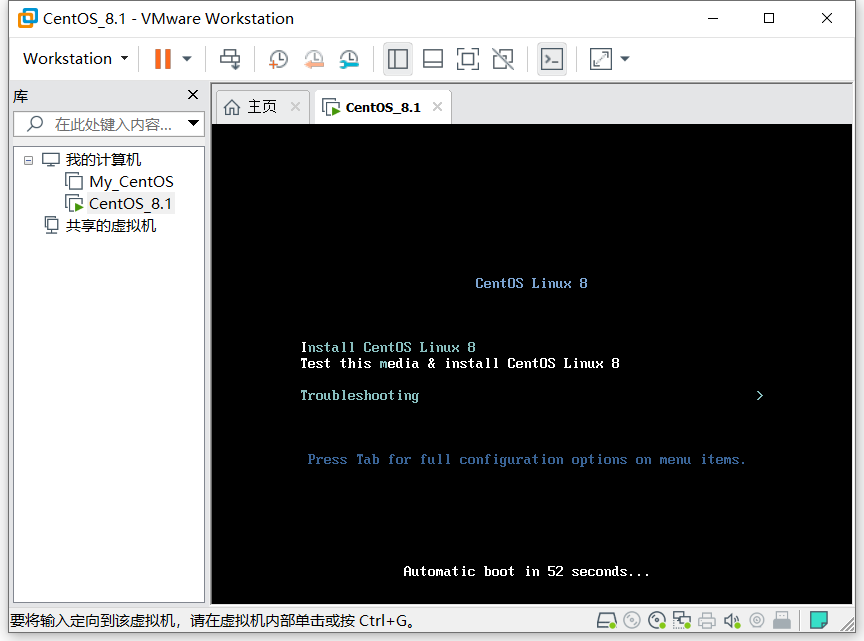 CentOS_8.1 - VMware Workstation
Workstation
库
主页
CentOS_8.1
在此处键入内容...
我的计算机
My_CentOS
CentOS_8.1
共享的虚拟机
CentOS Linux 8
Install CentOS Linux 8
Test this media & install CentOS Linux 8
Troubleshooting >
Press Tab for full configuration options on menu items.
Automatic boot in 52 seconds...
要将输入定向到该虚拟机，请在虚拟机内部单击或按 Ctrl+G。